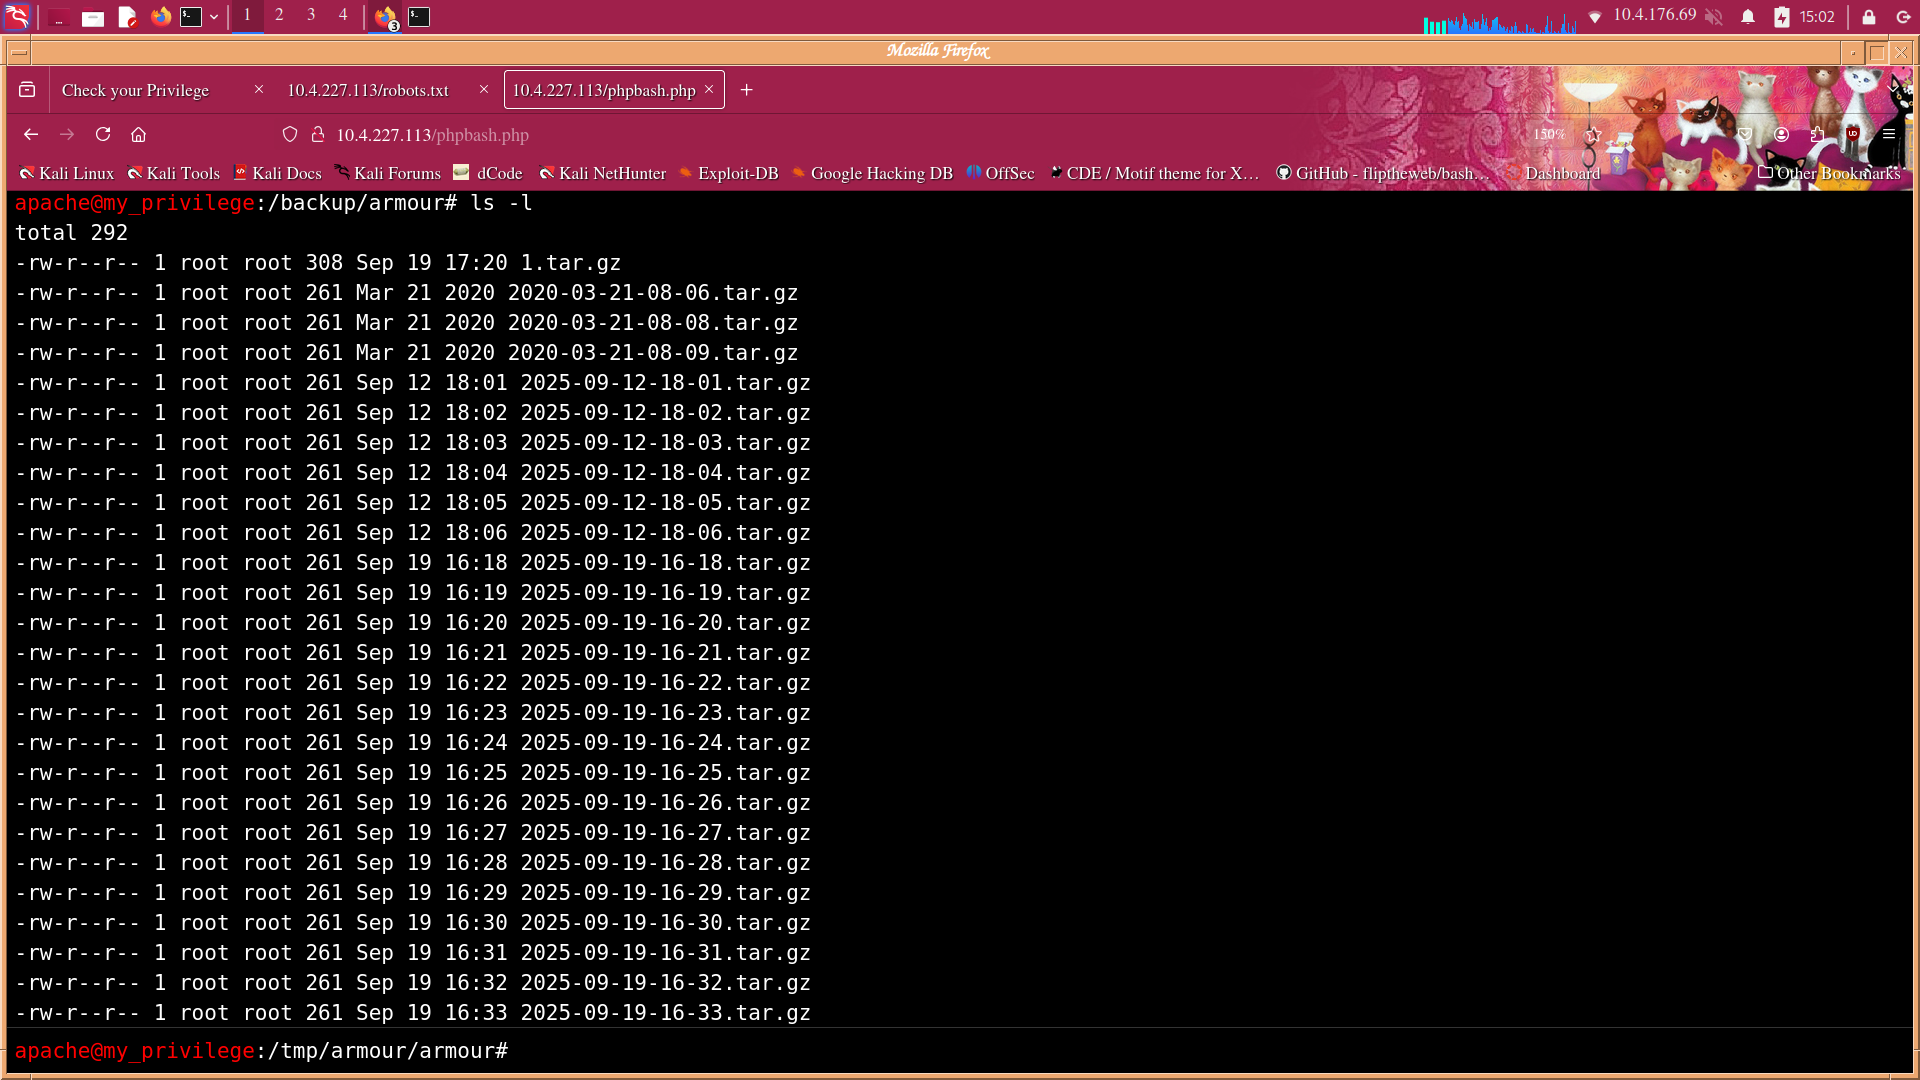 1 2 3 4 3 10.4.176.69 15:02
Mozilla Firefox
Check your Privilege 10.4.227.113/robots.txt 10.4.227.113/phpbash.php
10.4.227.113/phpbash.php 150%
Kali Linux Kali Tools Kali Docs Kali Forums dCode Kali NetHunter Exploit-DB Google Hacking DB OffSec CDE / Motif theme for X… GitHub - fliptheweb/bash… Dashboard Other Bookmarks
apache@my_privilege:/backup/armour# ls -l
total 292
-rw-r--r-- 1 root root 308 Sep 19 17:20 1.tar.gz
-rw-r--r-- 1 root root 261 Mar 21 2020 2020-03-21-08-06.tar.gz
-rw-r--r-- 1 root root 261 Mar 21 2020 2020-03-21-08-08.tar.gz
-rw-r--r-- 1 root root 261 Mar 21 2020 2020-03-21-08-09.tar.gz
-rw-r--r-- 1 root root 261 Sep 12 18:01 2025-09-12-18-01.tar.gz
-rw-r--r-- 1 root root 261 Sep 12 18:02 2025-09-12-18-02.tar.gz
-rw-r--r-- 1 root root 261 Sep 12 18:03 2025-09-12-18-03.tar.gz
-rw-r--r-- 1 root root 261 Sep 12 18:04 2025-09-12-18-04.tar.gz
-rw-r--r-- 1 root root 261 Sep 12 18:05 2025-09-12-18-05.tar.gz
-rw-r--r-- 1 root root 261 Sep 12 18:06 2025-09-12-18-06.tar.gz
-rw-r--r-- 1 root root 261 Sep 19 16:18 2025-09-19-16-18.tar.gz
-rw-r--r-- 1 root root 261 Sep 19 16:19 2025-09-19-16-19.tar.gz
-rw-r--r-- 1 root root 261 Sep 19 16:20 2025-09-19-16-20.tar.gz
-rw-r--r-- 1 root root 261 Sep 19 16:21 2025-09-19-16-21.tar.gz
-rw-r--r-- 1 root root 261 Sep 19 16:22 2025-09-19-16-22.tar.gz
-rw-r--r-- 1 root root 261 Sep 19 16:23 2025-09-19-16-23.tar.gz
-rw-r--r-- 1 root root 261 Sep 19 16:24 2025-09-19-16-24.tar.gz
-rw-r--r-- 1 root root 261 Sep 19 16:25 2025-09-19-16-25.tar.gz
-rw-r--r-- 1 root root 261 Sep 19 16:26 2025-09-19-16-26.tar.gz
-rw-r--r-- 1 root root 261 Sep 19 16:27 2025-09-19-16-27.tar.gz
-rw-r--r-- 1 root root 261 Sep 19 16:28 2025-09-19-16-28.tar.gz
-rw-r--r-- 1 root root 261 Sep 19 16:29 2025-09-19-16-29.tar.gz
-rw-r--r-- 1 root root 261 Sep 19 16:30 2025-09-19-16-30.tar.gz
-rw-r--r-- 1 root root 261 Sep 19 16:31 2025-09-19-16-31.tar.gz
-rw-r--r-- 1 root root 261 Sep 19 16:32 2025-09-19-16-32.tar.gz
-rw-r--r-- 1 root root 261 Sep 19 16:33 2025-09-19-16-33.tar.gz
apache@my_privilege:/tmp/armour/armour#